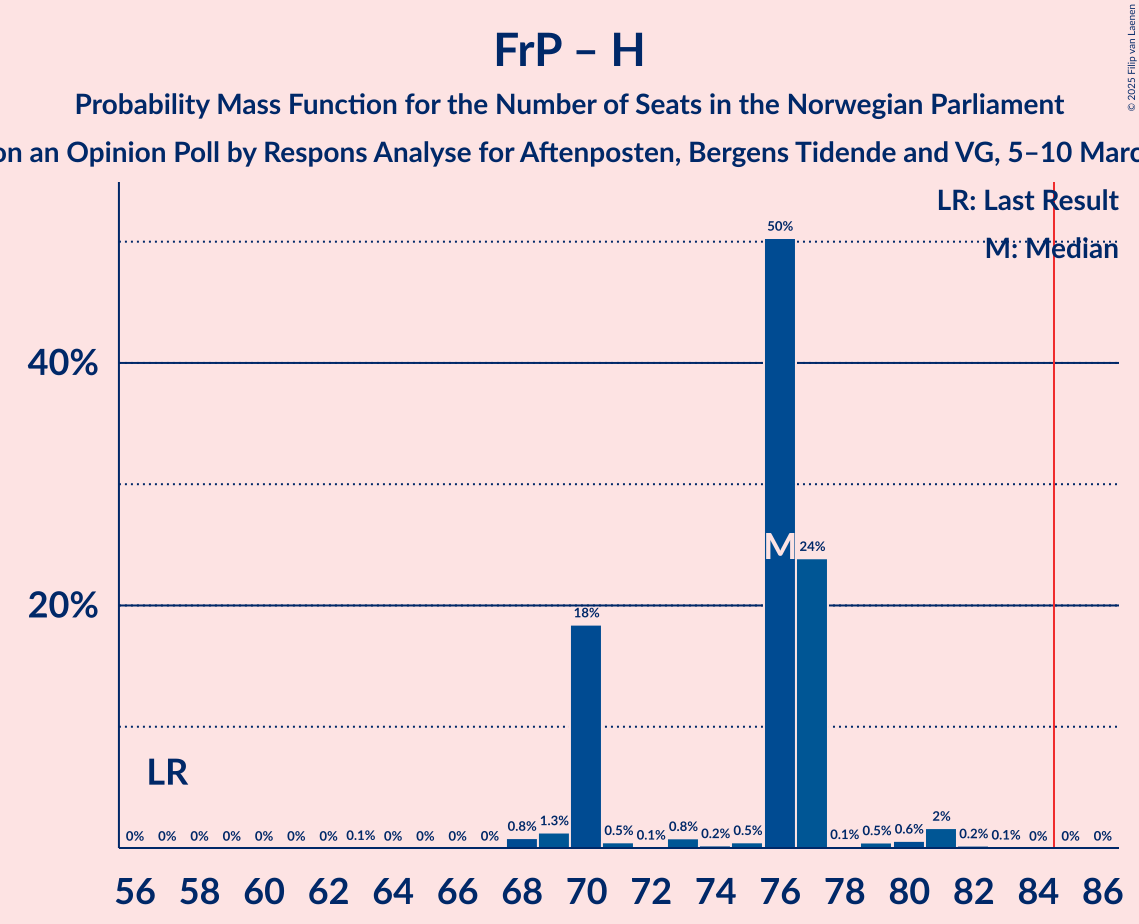 FrP – H
Probability Mass Function for the Number of Seats in the Norwegian Parliament
on an Opinion Poll by Respons Analyse for Aftenposten, Bergens Tidende and VG, 5–10
© 2025 Filip van Laenen
LR: Last Result
M: Median
50%
40%
M 24%
20%
18%
LR
0% 0% 0% 0% 0% 0% 0% 0.1% 0% 0% 0% 0% 0.8% 1.3% 0.5% 0.1% 0.8% 0.2% 0.5% 0.1% 0.5% 0.6% 2% 0.2% 0.1% 0% 0% 0%
56 58 60 62 64 66 68 70 72 74 76 78 80 82 84 86